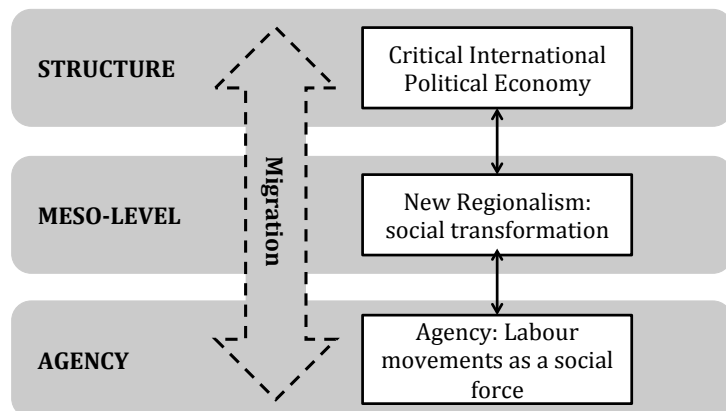 STRUCTURE
Critical International
Political Economy
Migration
MESO-LEVEL
New Regionalism:
social transformation
AGENCY
Agency: Labour
movements as a social
force